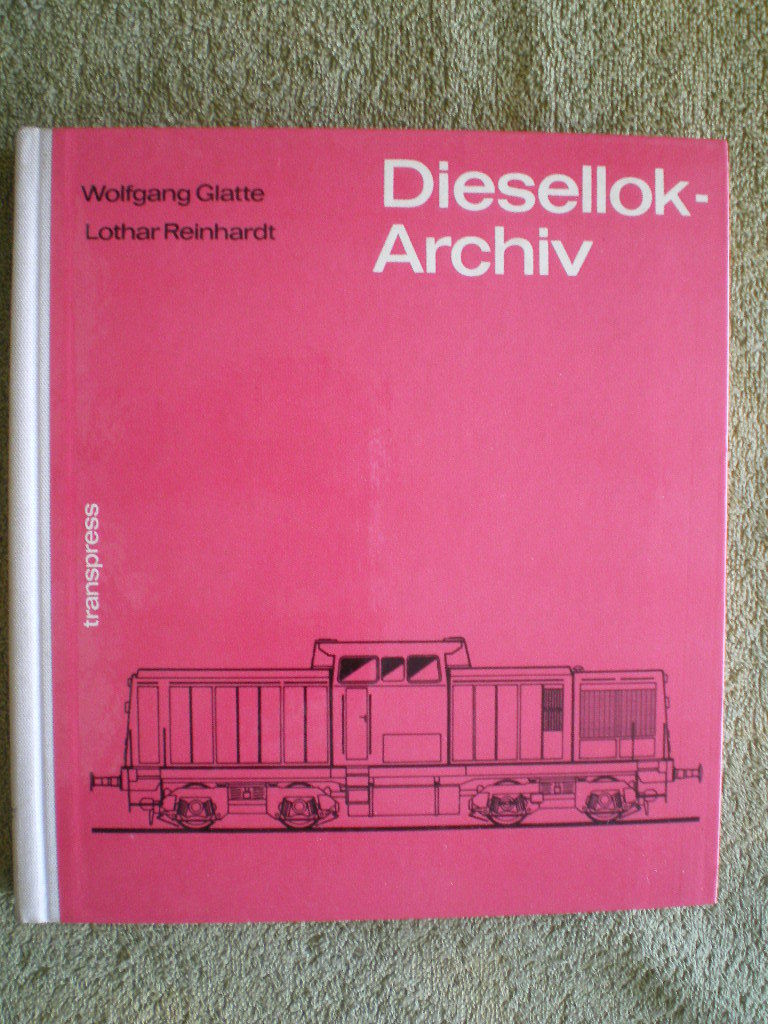 Wolfgang Glatte
Lothar Reinhardt
Diesellok-
Archiv
transpress